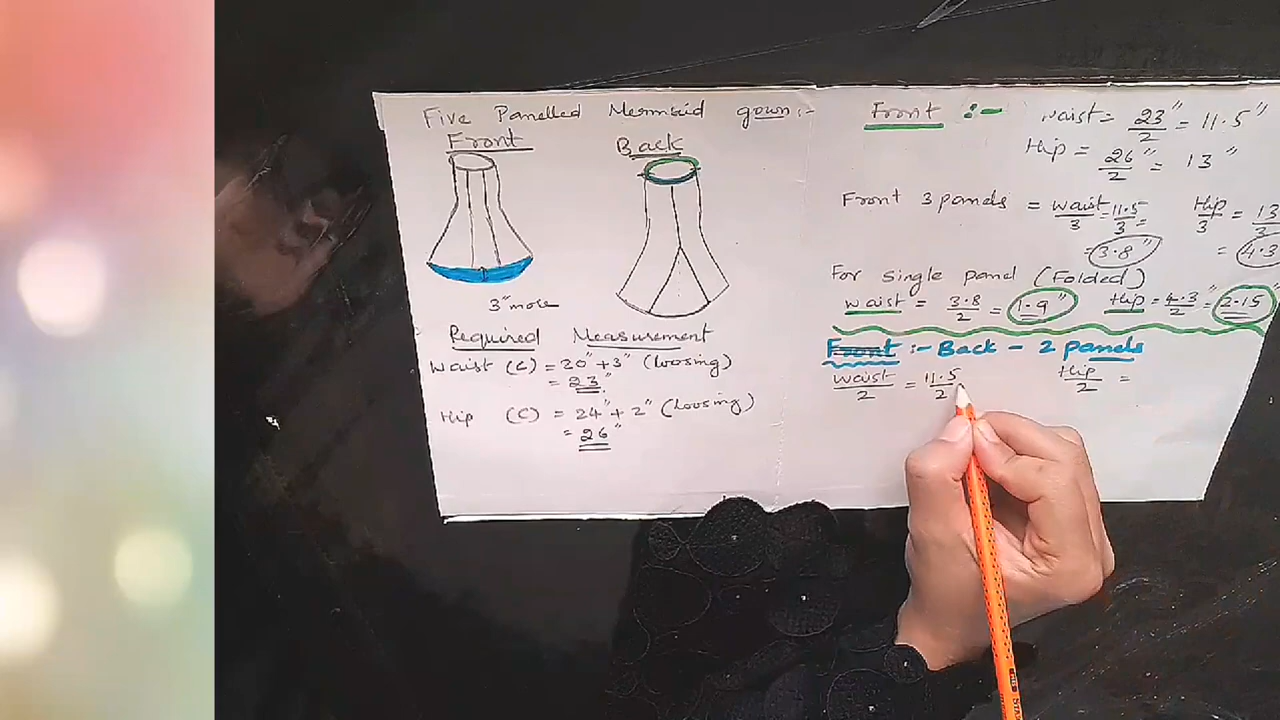 Five Panelled Mermaid gown:-
Front
Back
3" more
Required Measurement
Waist (C) = 20"+3" (loosing)
= 23".
Hip (C) = 24"+2" (loosing)
= 26"
Front :-
waist = 23"/2 = 11.5"
Hip = 26"/2 = 13"
Front 3 panels = waist/3 = 11.5/3 = Hip/3 = 13/3
= 3.8" = 4.3
For single panel (Folded)
waist = 3.8/2 = 1.9" Hip = 4.3/2" = 2.15"
Front :- Back - 2 panels
waist/2 = 11.5/2 Hip/2 =